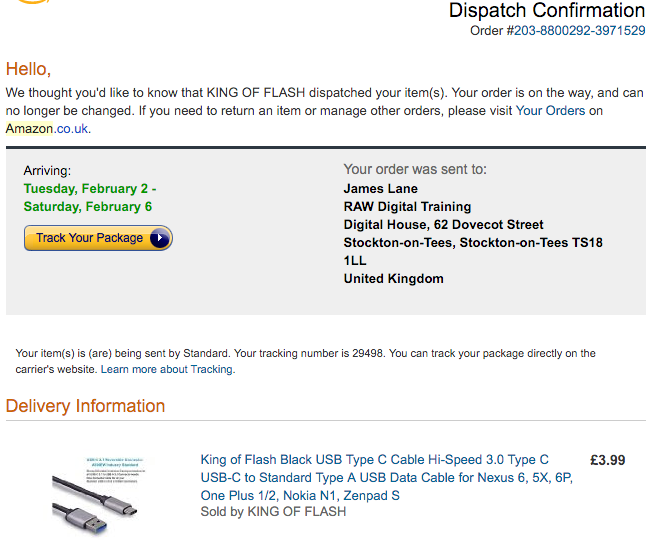 Dispatch Confirmation
Order #203-8800292-3971529
Hello,
We thought you'd like to know that KING OF FLASH dispatched your item(s). Your order is on the way, and can
no longer be changed. If you need to return an item or manage other orders, please visit Your Orders on
Amazon.co.uk.
Arriving:
Tuesday, February 2 -
Saturday, February 6
Track Your Package
Your order was sent to:
James Lane
RAW Digital Training
Digital House, 62 Dovecot Street
Stockton-on-Tees, Stockton-on-Tees TS18
1LL
United Kingdom
Your item(s) is (are) being sent by Standard. Your tracking number is 29498. You can track your package directly on the
carrier's website. Learn more about Tracking.
Delivery Information
King of Flash Black USB Type C Cable Hi-Speed 3.0 Type C
USB-C to Standard Type A USB Data Cable for Nexus 6, 5X, 6P,
One Plus 1/2, Nokia N1, Zenpad S
Sold by KING OF FLASH
£3.99